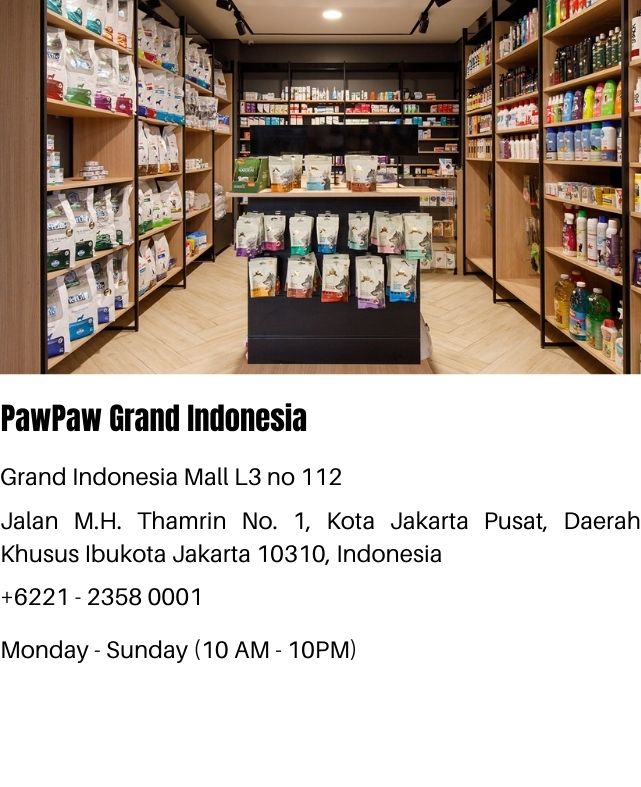 PawPaw Grand Indonesia
Grand Indonesia Mall L3 no 112
Jalan M.H. Thamrin No. 1, Kota Jakarta Pusat, Daerah
Khusus Ibukota Jakarta 10310, Indonesia
+6221 - 2358 0001
Monday - Sunday (10 AM - 10PM)